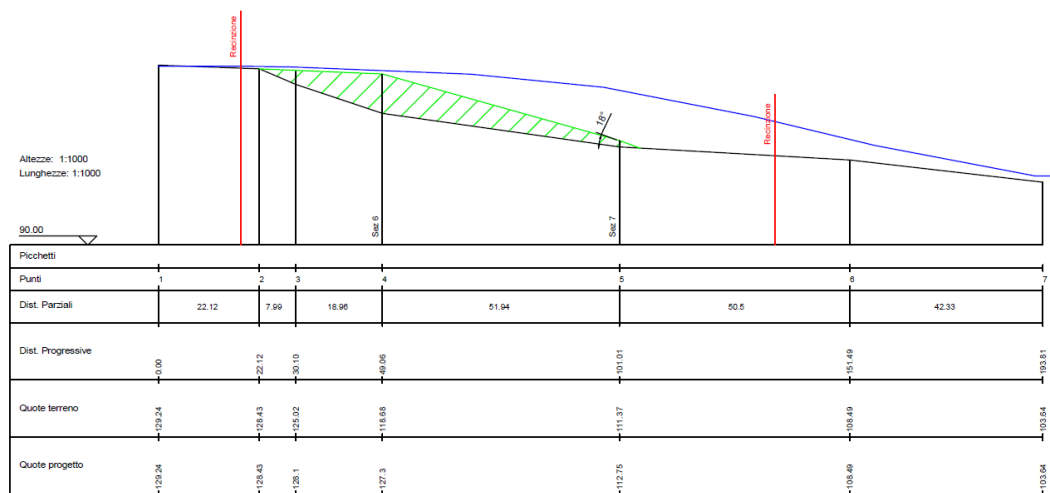 Recinzione
Recinzione
18°
Altezze: 1:1000
Lunghezze: 1:1000
90.00
Sez 6
Sez 7
Picchetti
Punti 1 2 3 4 5 6 7
Dist. Parziali 22.12 7.99 18.96 51.94 50.5 42.33
Dist. Progressive 0.00 22.12 30.10 49.06 101.01 151.49 193.81
Quote terreno 129.24 128.43 125.02 118.68 111.37 108.49 103.64
Quote progetto 129.24 128.43 128.1 127.3 112.75 108.49 103.64